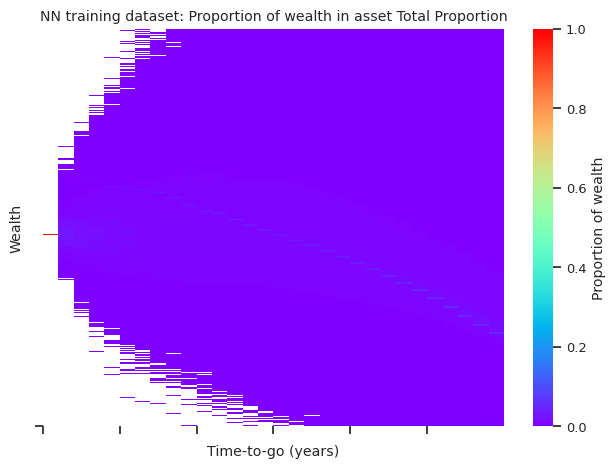 NN training dataset: Proportion of wealth in asset Total Proportion
Wealth
Time-to-go (years)
1.0
0.8
0.6
0.4
0.2
0.0
Proportion of wealth